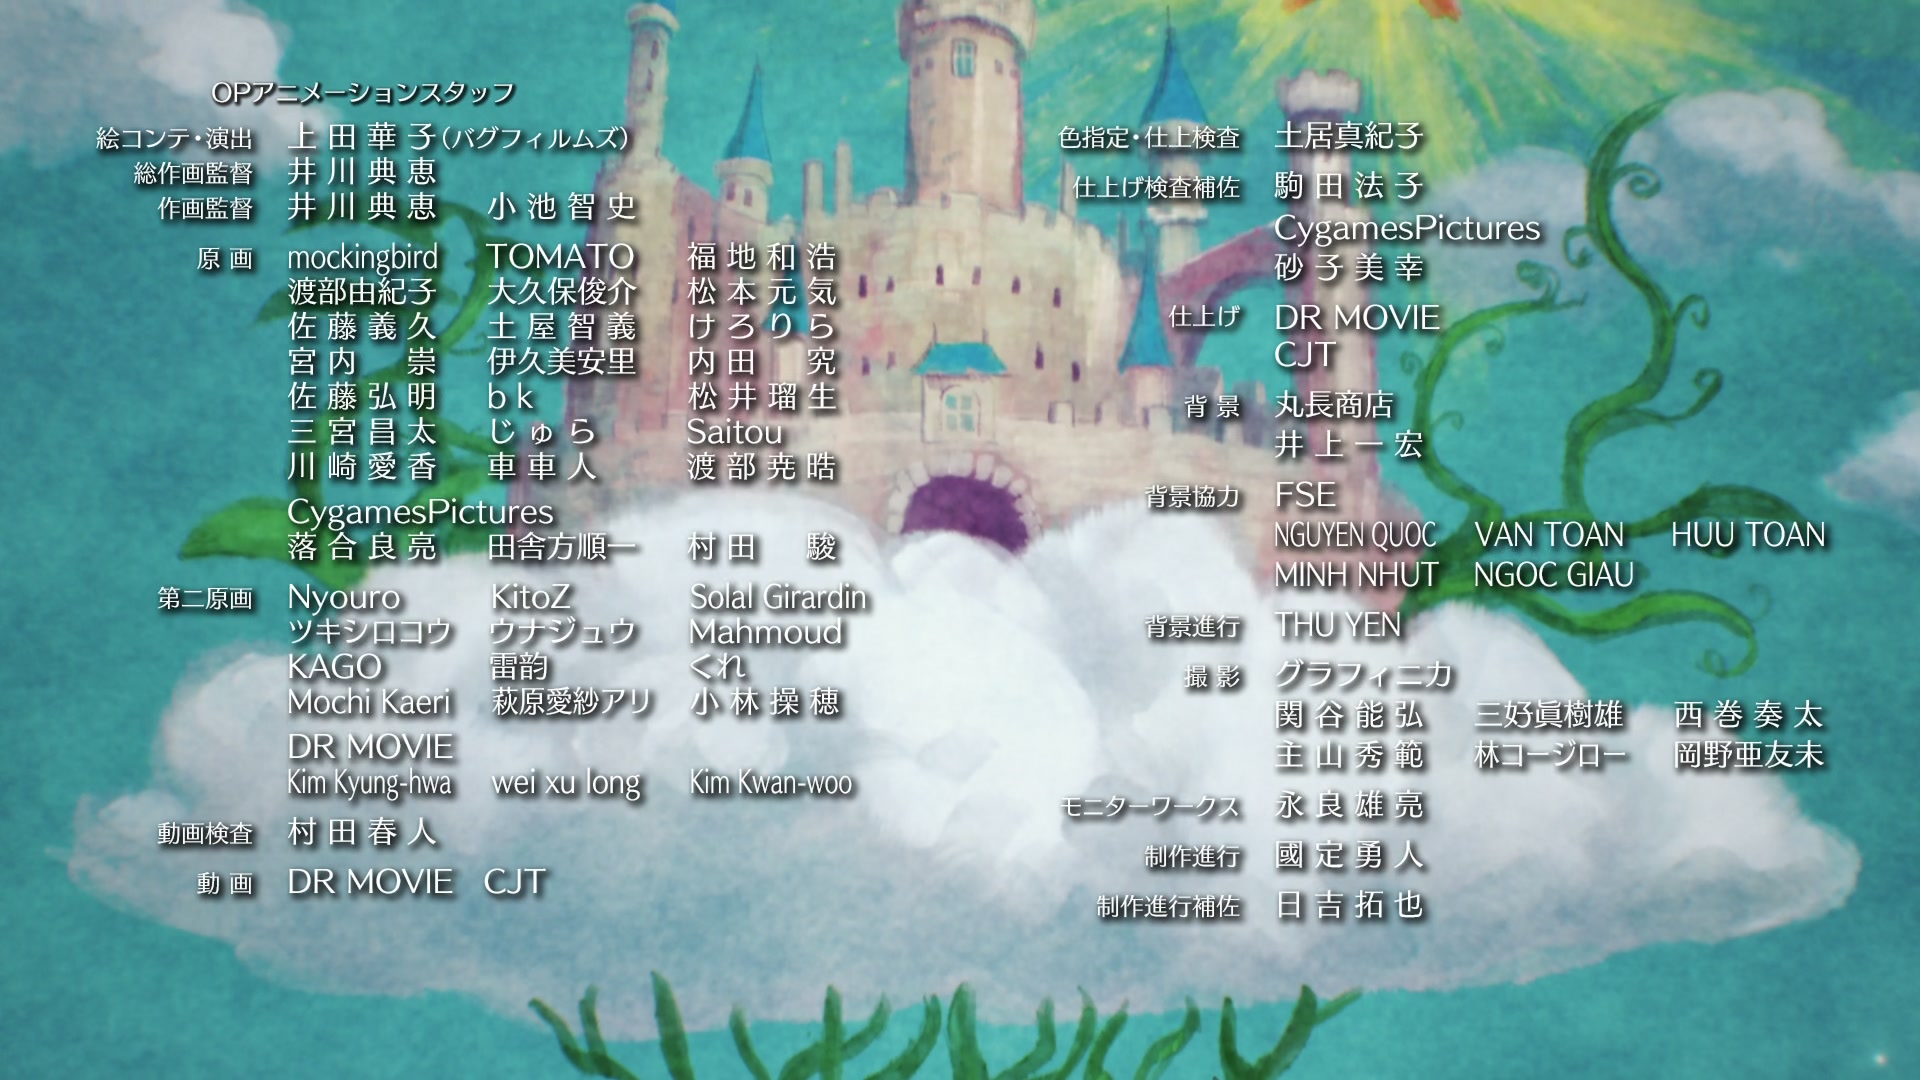 OPアニメーションスタッフ
絵コンテ・演出 上田華子(バグフィルムズ)
総作画監督 井川典恵
作画監督 井川典恵 小池智史
原画 mockingbird TOMATO 福地和浩
渡部由紀子 大久保俊介 松本元気
佐藤義久 土屋智義 けろりら
宮内崇 伊久美安里 内田究
佐藤弘明 bk 松井瑠生
三宮昌太 じゅら Saitou
川崎愛香 車車人 渡部尭晧
CygamesPictures
落合良亮 田舎方順一 村田駿
第二原画 Nyouro KitoZ Solal Girardin
ツキシロコウ ウナジュウ Mahmoud
KAGO 雷韵 くれ
Mochi Kaeri 萩原愛紗アリ 小林操穂
DR MOVIE
Kim Kyung-hwa wei xu long Kim Kwan-woo
動画検査 村田春人
動画 DR MOVIE CJT
色指定・仕上検査 土居真紀子
仕上げ検査補佐 駒田法子
CygamesPictures
砂子美幸
仕上げ DR MOVIE
CJT
背景 丸長商店
井上一宏
背景協力 FSE
NGUYEN QUOC VAN TOAN HUU TOAN
MINH NHUT NGOC GIAU
背景進行 THU YEN
撮影 グラフィニカ
関谷能弘 三好眞樹雄 西巻奏太
主山秀範 林コージロー 岡野亜友未
モニターワークス 永良雄亮
制作進行 國定勇人
制作進行補佐 日吉拓也